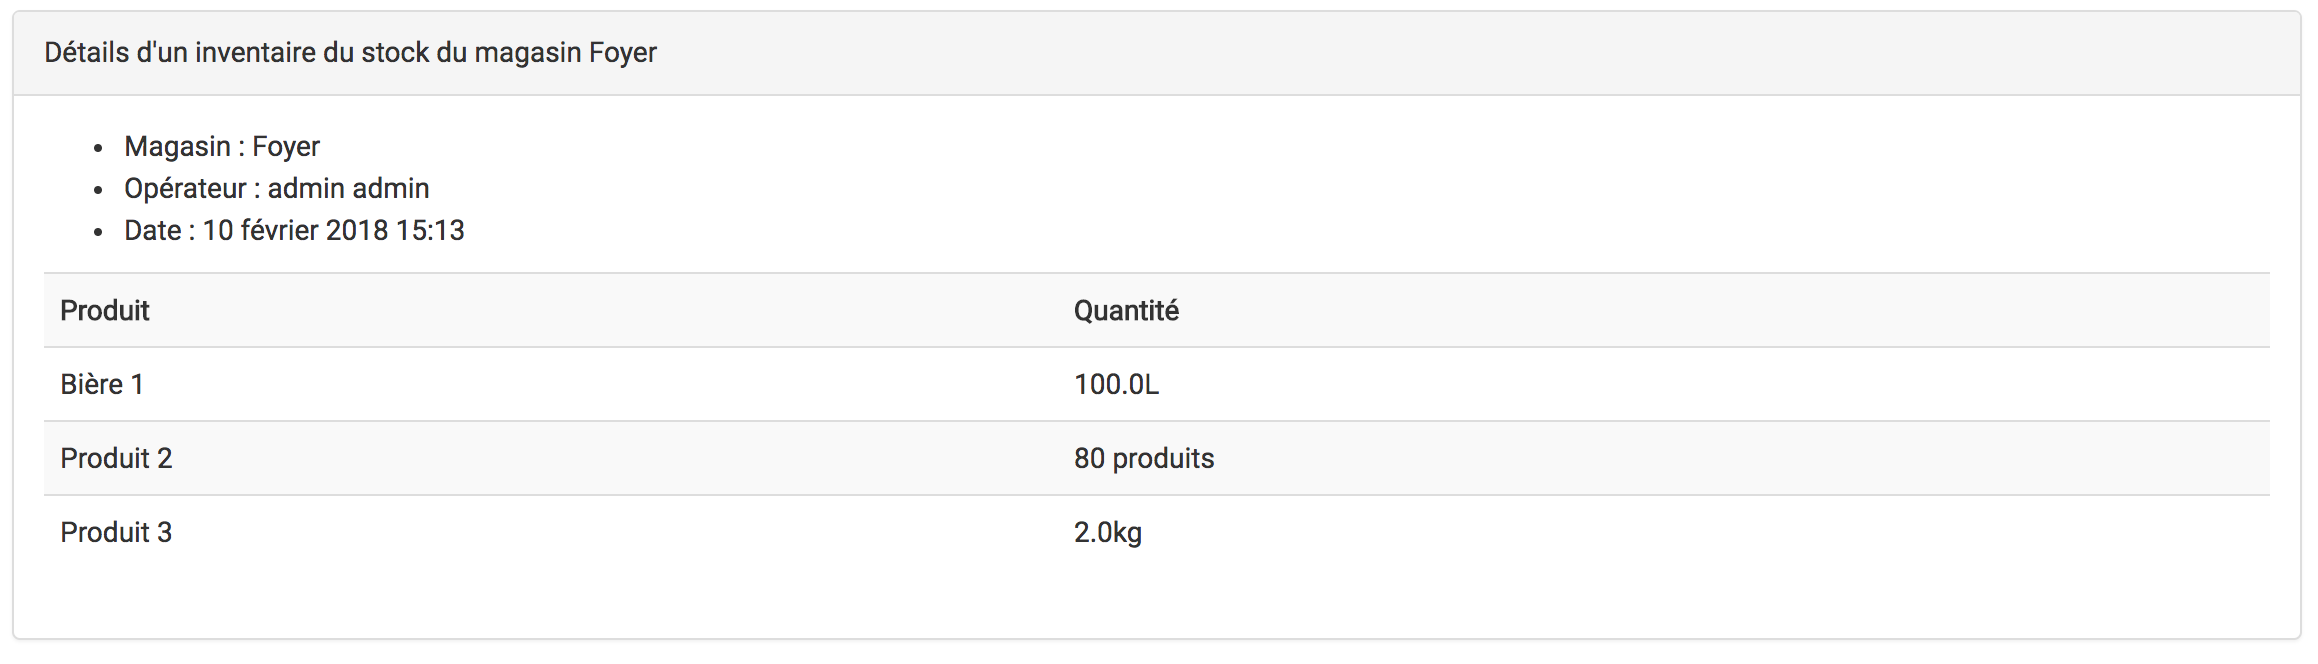 Détails d'un inventaire du stock du magasin Foyer
• Magasin : Foyer
• Opérateur : admin admin
• Date : 10 février 2018 15:13
Produit Quantité
Bière 1 100.0L
Produit 2 80 produits
Produit 3 2.0kg